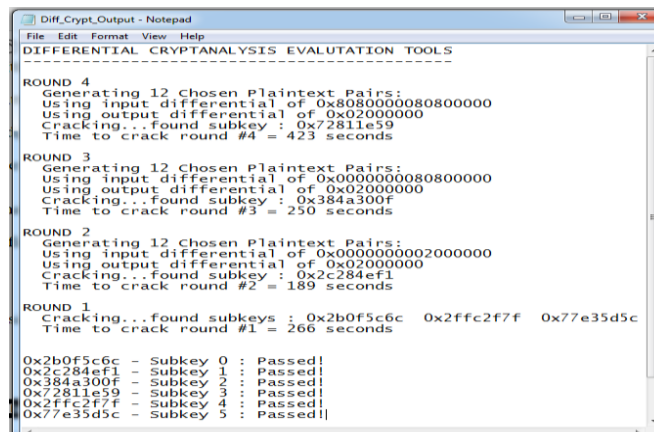 Diff_Crypt_Output - Notepad
File Edit Format View Help
DIFFERENTIAL CRYPTANALYSIS EVALUTATION TOOLS
------------------------------------------------
ROUND 4
Generating 12 Chosen Plaintext Pairs:
Using input differential of 0x8080000080800000
Using output differential of 0x02000000
Cracking...found subkey : 0x72811e59
Time to crack round #4 = 423 seconds
ROUND 3
Generating 12 Chosen Plaintext Pairs:
Using input differential of 0x0000000080800000
Using output differential of 0x02000000
Cracking...found subkey : 0x384a300f
Time to crack round #3 = 250 seconds
ROUND 2
Generating 12 Chosen Plaintext Pairs:
Using input differential of 0x0000000002000000
Using output differential of 0x02000000
Cracking...found subkey : 0x2c284ef1
Time to crack round #2 = 189 seconds
ROUND 1
Cracking...found subkeys : 0x2b0f5c6c 0x2ffc2f7f 0x77e35d5c
Time to crack round #1 = 266 seconds
0x2b0f5c6c - Subkey 0 : Passed!
0x2c284ef1 - Subkey 1 : Passed!
0x384a300f - Subkey 2 : Passed!
0x72811e59 - Subkey 3 : Passed!
0x2ffc2f7f - Subkey 4 : Passed!
0x77e35d5c - Subkey 5 : Passed!